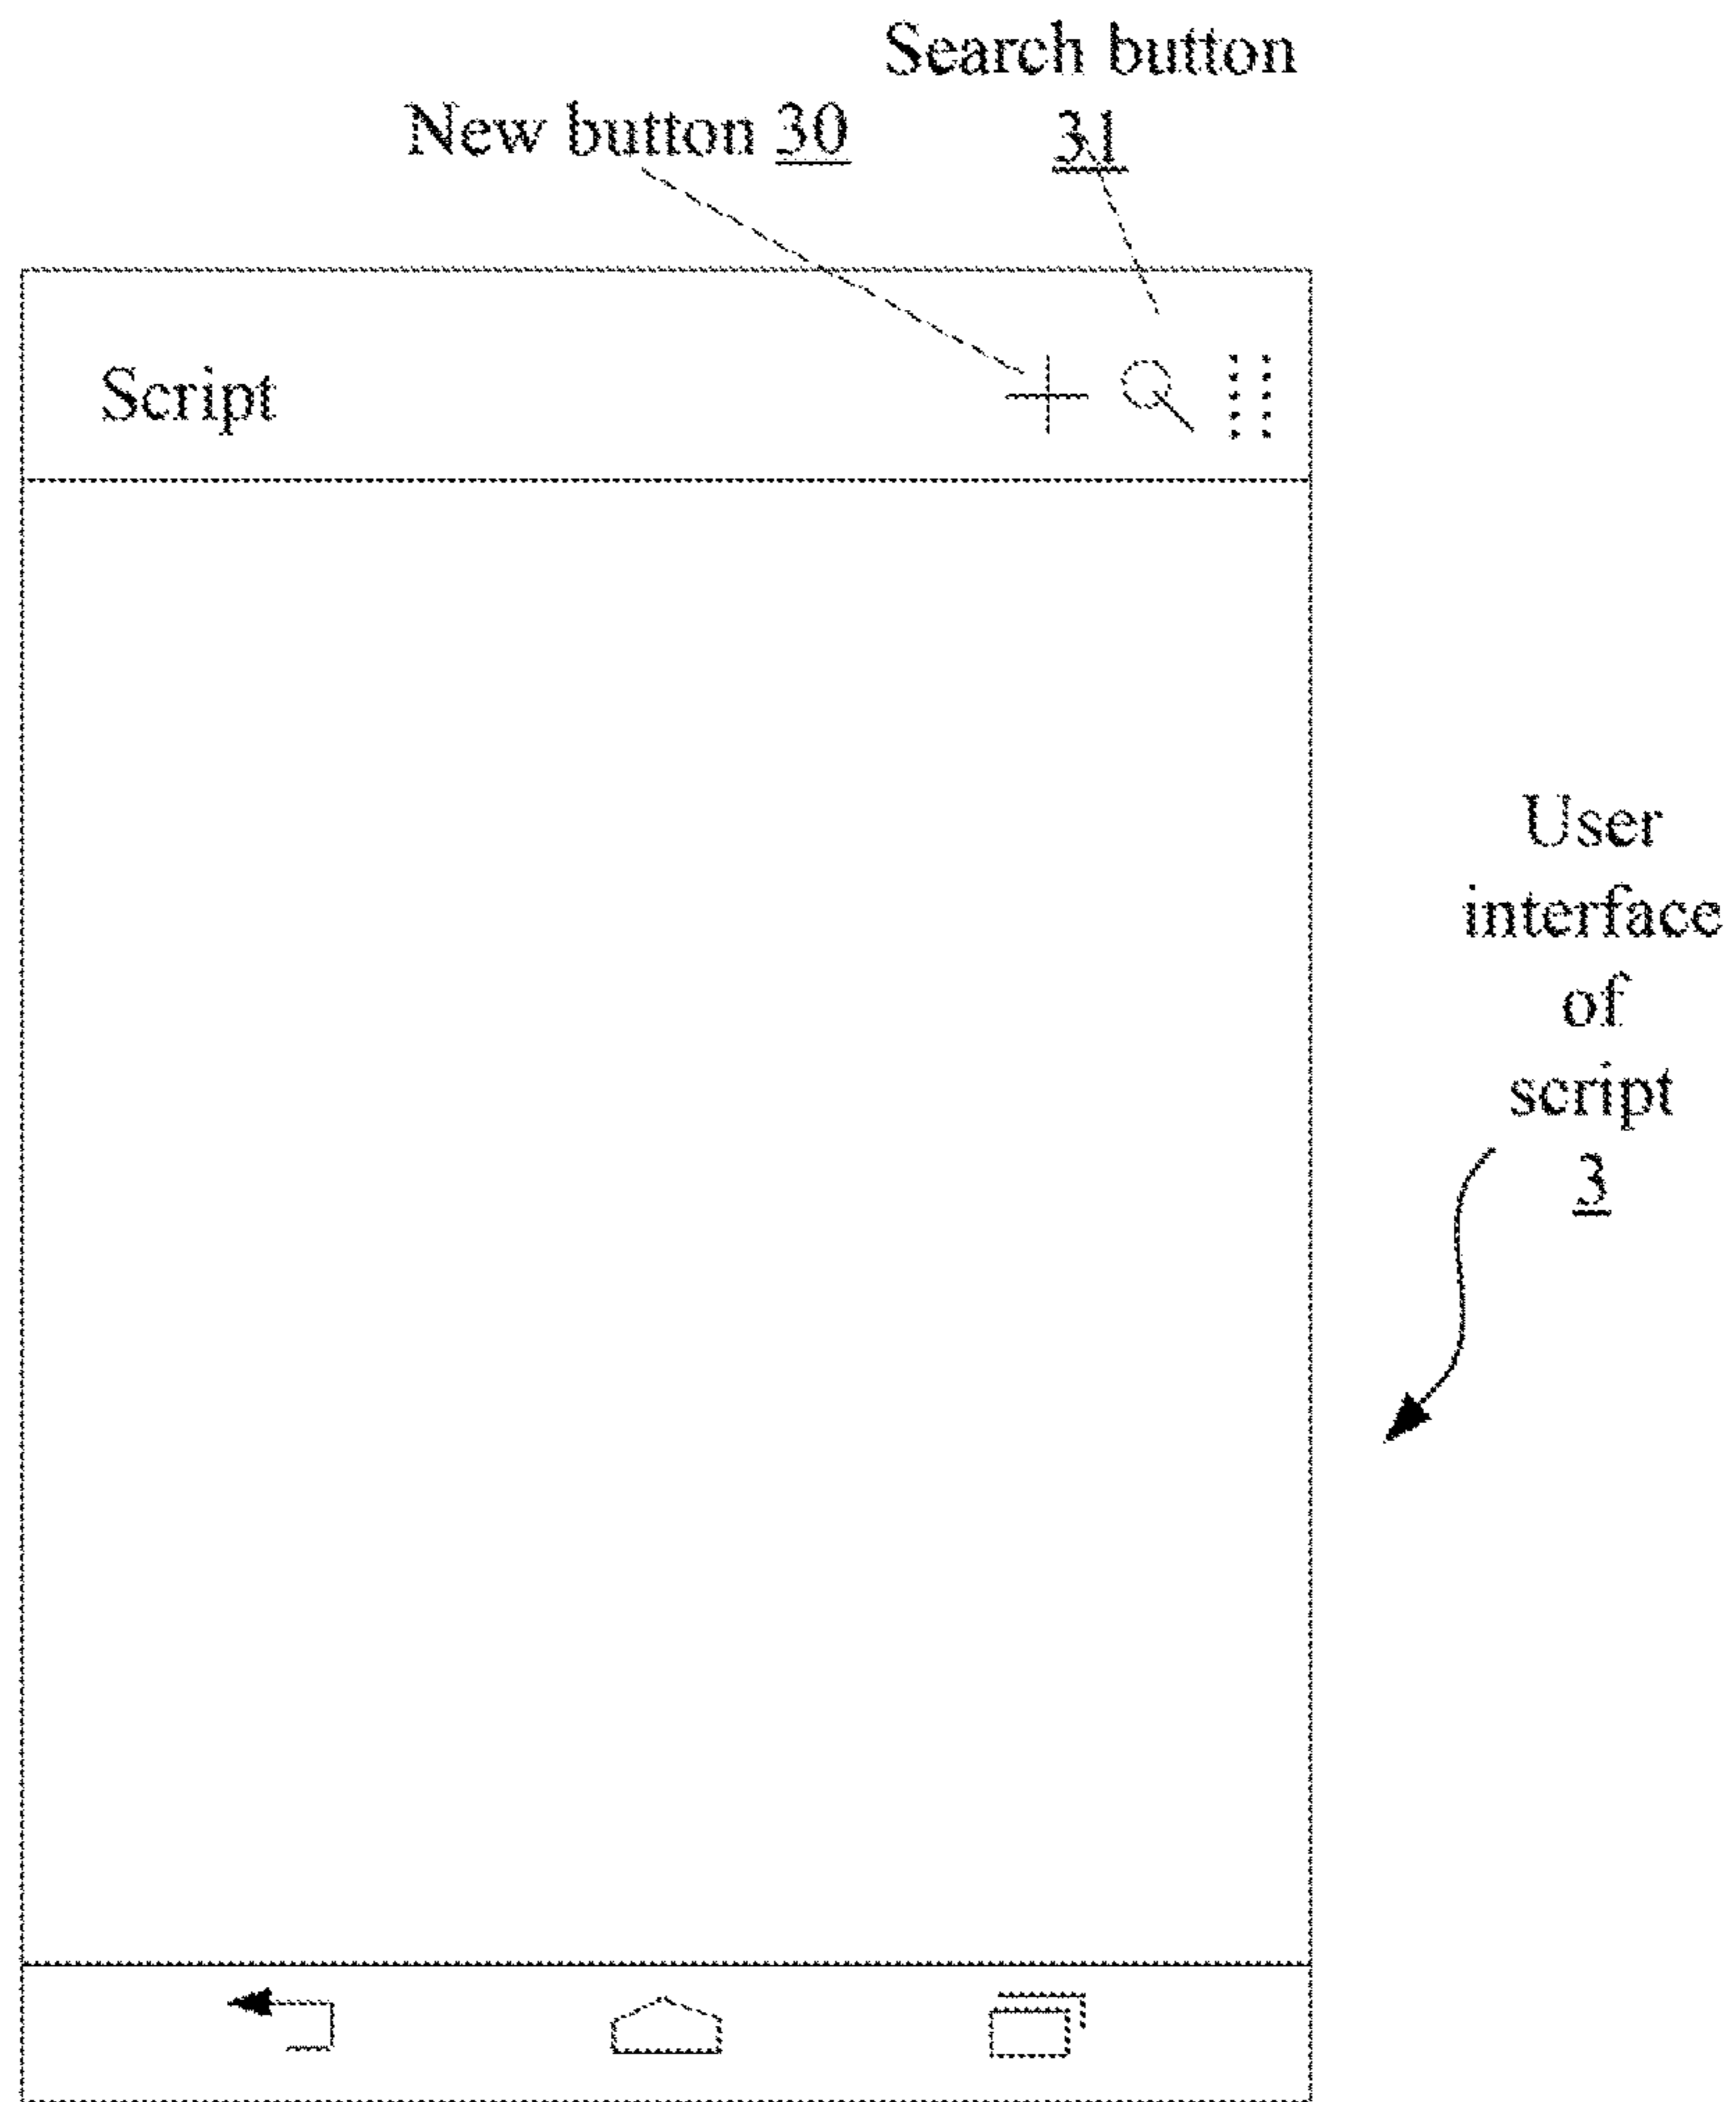 Search button
31
New button 30
Script
User
interface
of
script
3